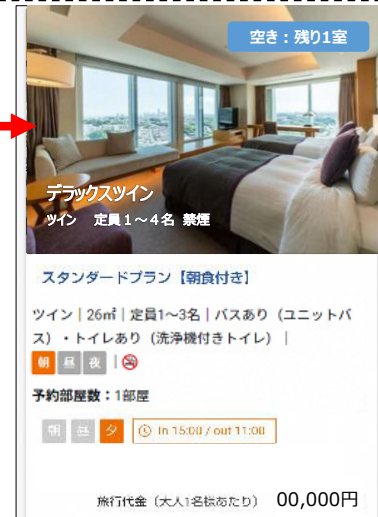 空き：残り1室
デラックスツイン
ツイン 定員１～４名 禁煙
スタンダードプラン【朝食付き】
ツイン｜26㎡｜定員1~3名｜バスあり（ユニットバ
ス）・トイレあり（洗浄機付きトイレ）｜
朝 昼 夜 ｜
予約部屋数：1部屋
朝 昼 夕 In 15:00 / out 11:00
旅行代金（大人1名様あたり） 00,000円